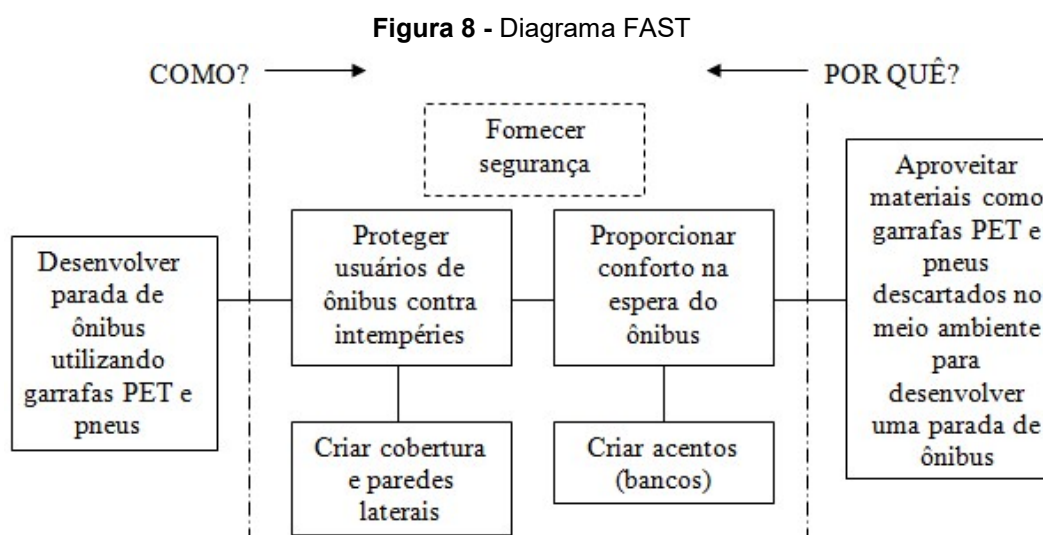 Figura 8 - Diagrama FAST
COMO?
POR QUÊ?
Fornecer
segurança
Desenvolver
parada de
ônibus
utilizando
garrafas PET e
pneus
Proteger
usuários de
ônibus contra
intempéries
Proporcionar
conforto na
espera do
ônibus
Aproveitar
materiais como
garrafas PET e
pneus
descartados no
meio ambiente
para
desenvolver
uma parada de
ônibus
Criar cobertura
e paredes
laterais
Criar acentos
(bancos)